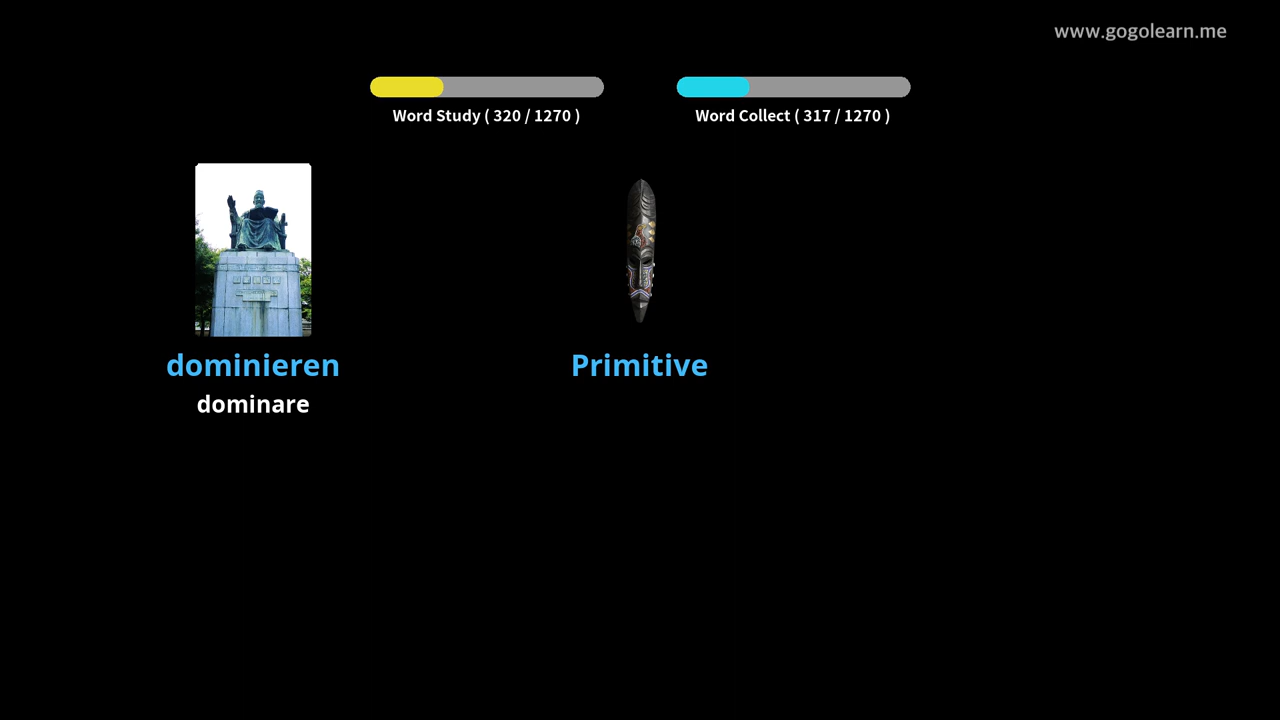 www.gogolearn.me
Word Study ( 320 / 1270 )
Word Collect ( 317 / 1270 )
dominieren
Primitive
dominare